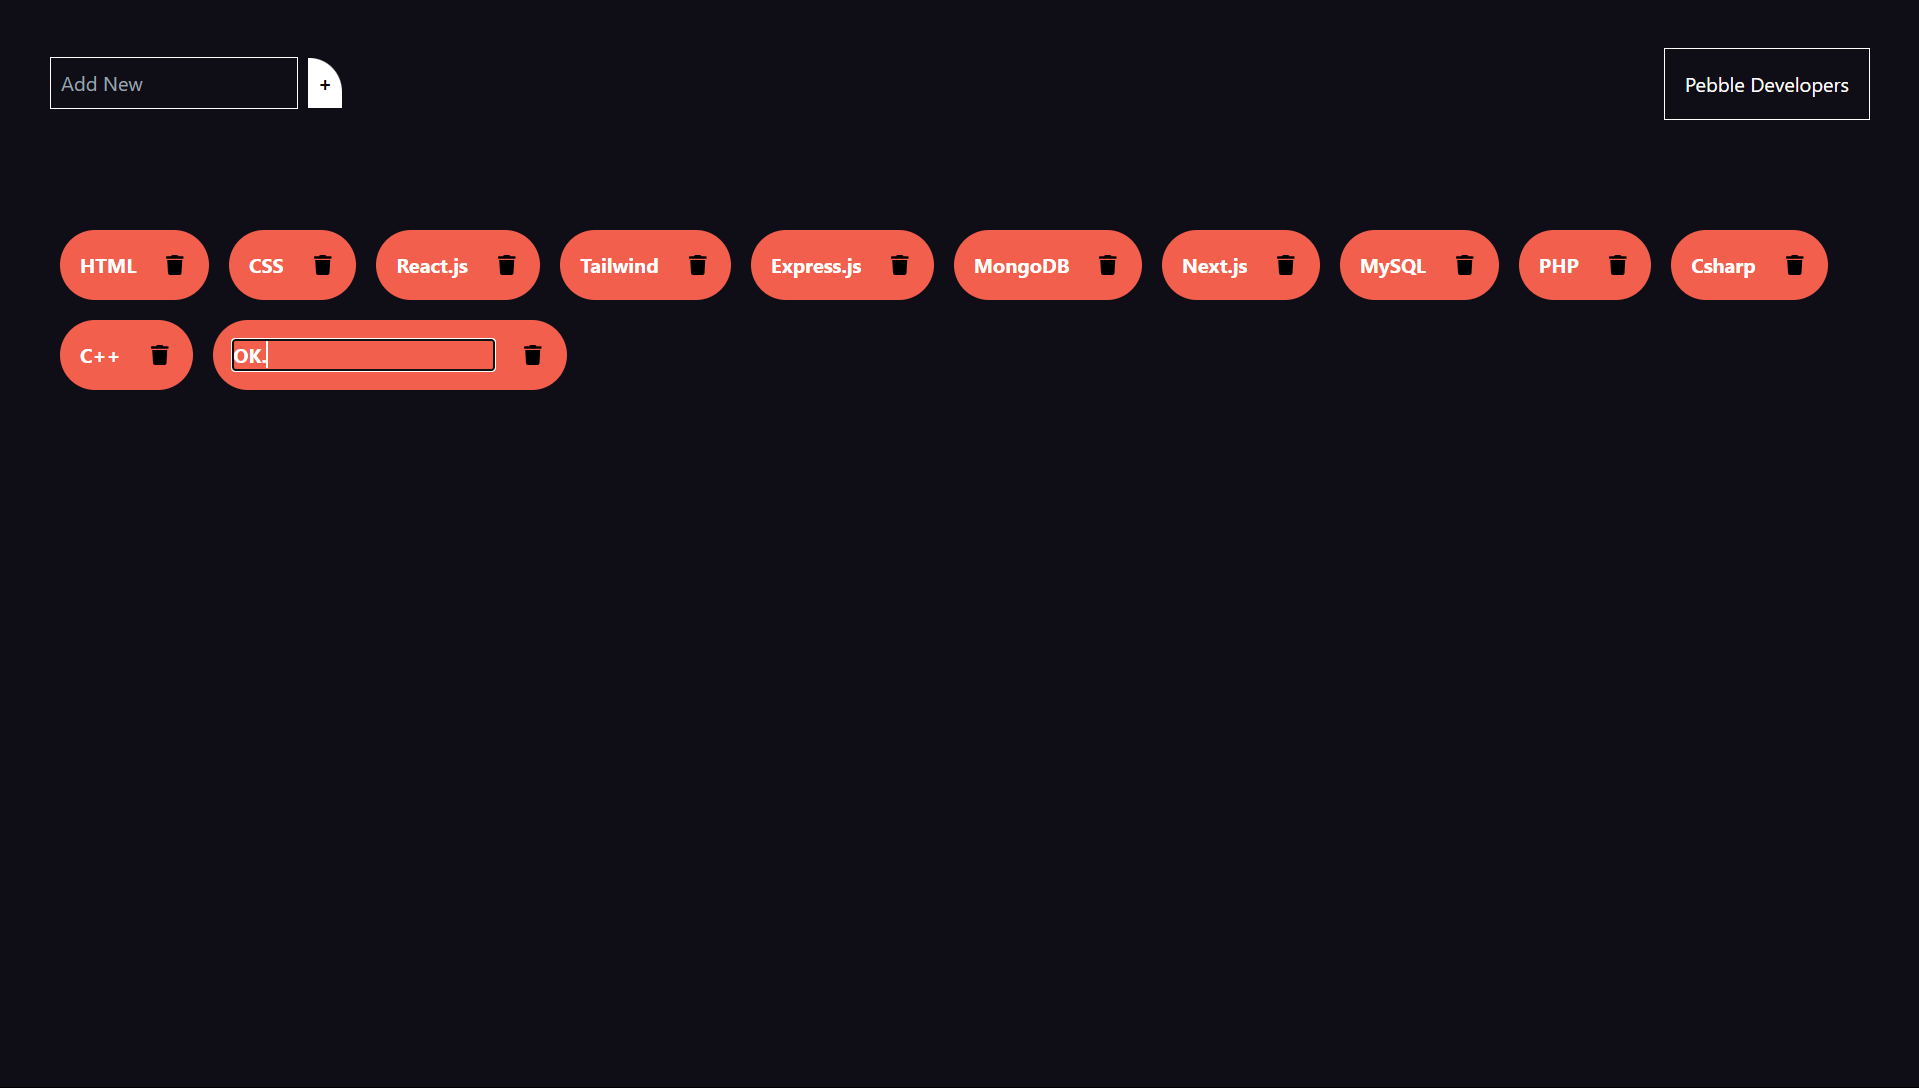 Add New + Pebble Developers
HTML CSS React.js Tailwind Express.js MongoDB Next.js MySQL PHP Csharp
C++ OK.